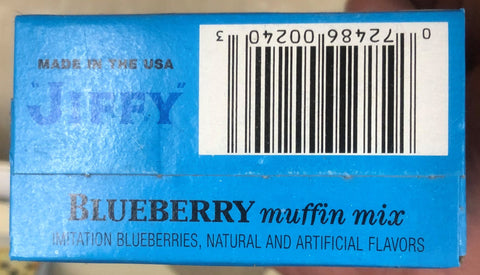 MADE IN THE USA
"JIFFY"
0 72486 00240 3
BLUEBERRY muffin mix
IMITATION BLUEBERRIES, NATURAL AND ARTIFICIAL FLAVORS